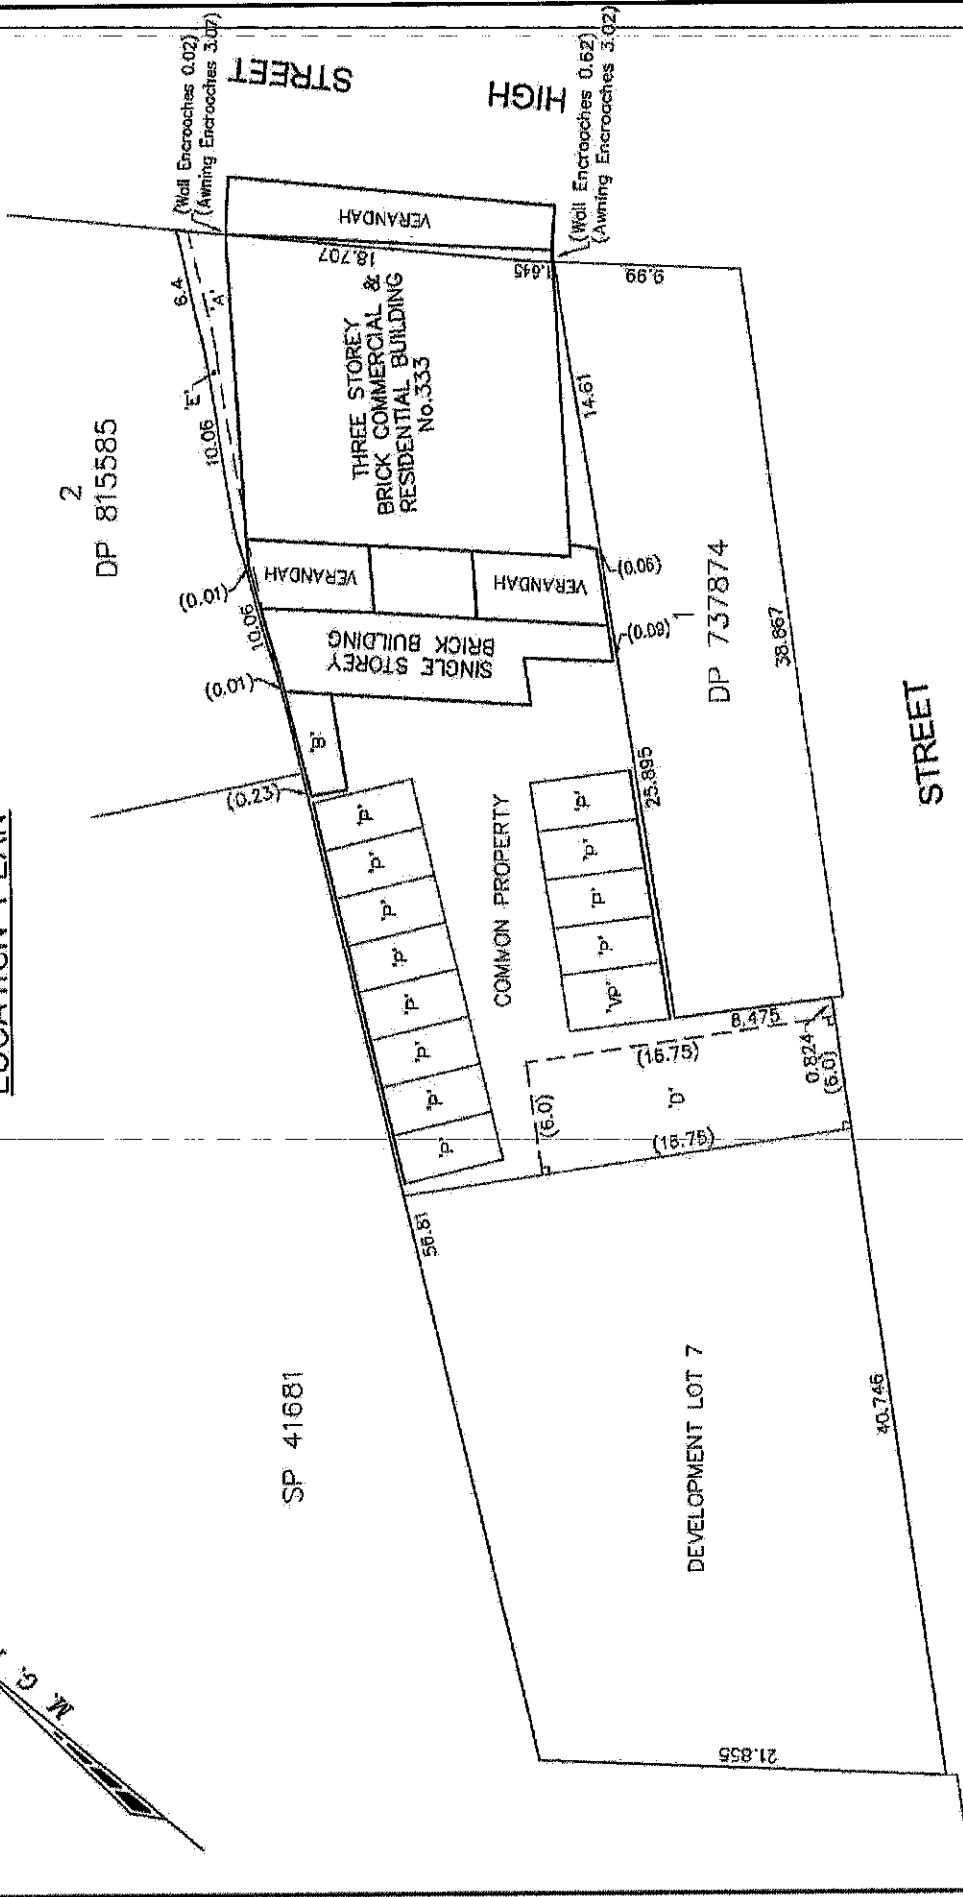 LOCATION PLAN
M. G.
(Wall Encroaches 0.02)
(Awning Encroaches 3.07)
HIGH STREET
(Wall Encroaches 0.62)
(Awning Encroaches 3.02)
2
DP 815585
6.4
'A'
'E'
10.06
VERANDAH
18.707
1.645
9.99
THREE STOREY
BRICK COMMERCIAL &
RESIDENTIAL BUILDING
No.333
14.61
(0.01)
VERANDAH
VERANDAH
(0.06)
10.06
SINGLE STOREY
BRICK BUILDING
(0.09)
(0.01)
'B'
(0.23)
1
DP 737874
38.867
25.895
'P'
'P'
'P'
'P'
'P'
'P'
'P'
'P'
COMMON PROPERTY
'P'
'P'
'P'
'P'
'VP'
8.475
0.824
(6.0)
(16.75)
'D'
(6.0)
(16.75)
STREET
56.81
SP 41681
DEVELOPMENT LOT 7
40.746
21.855